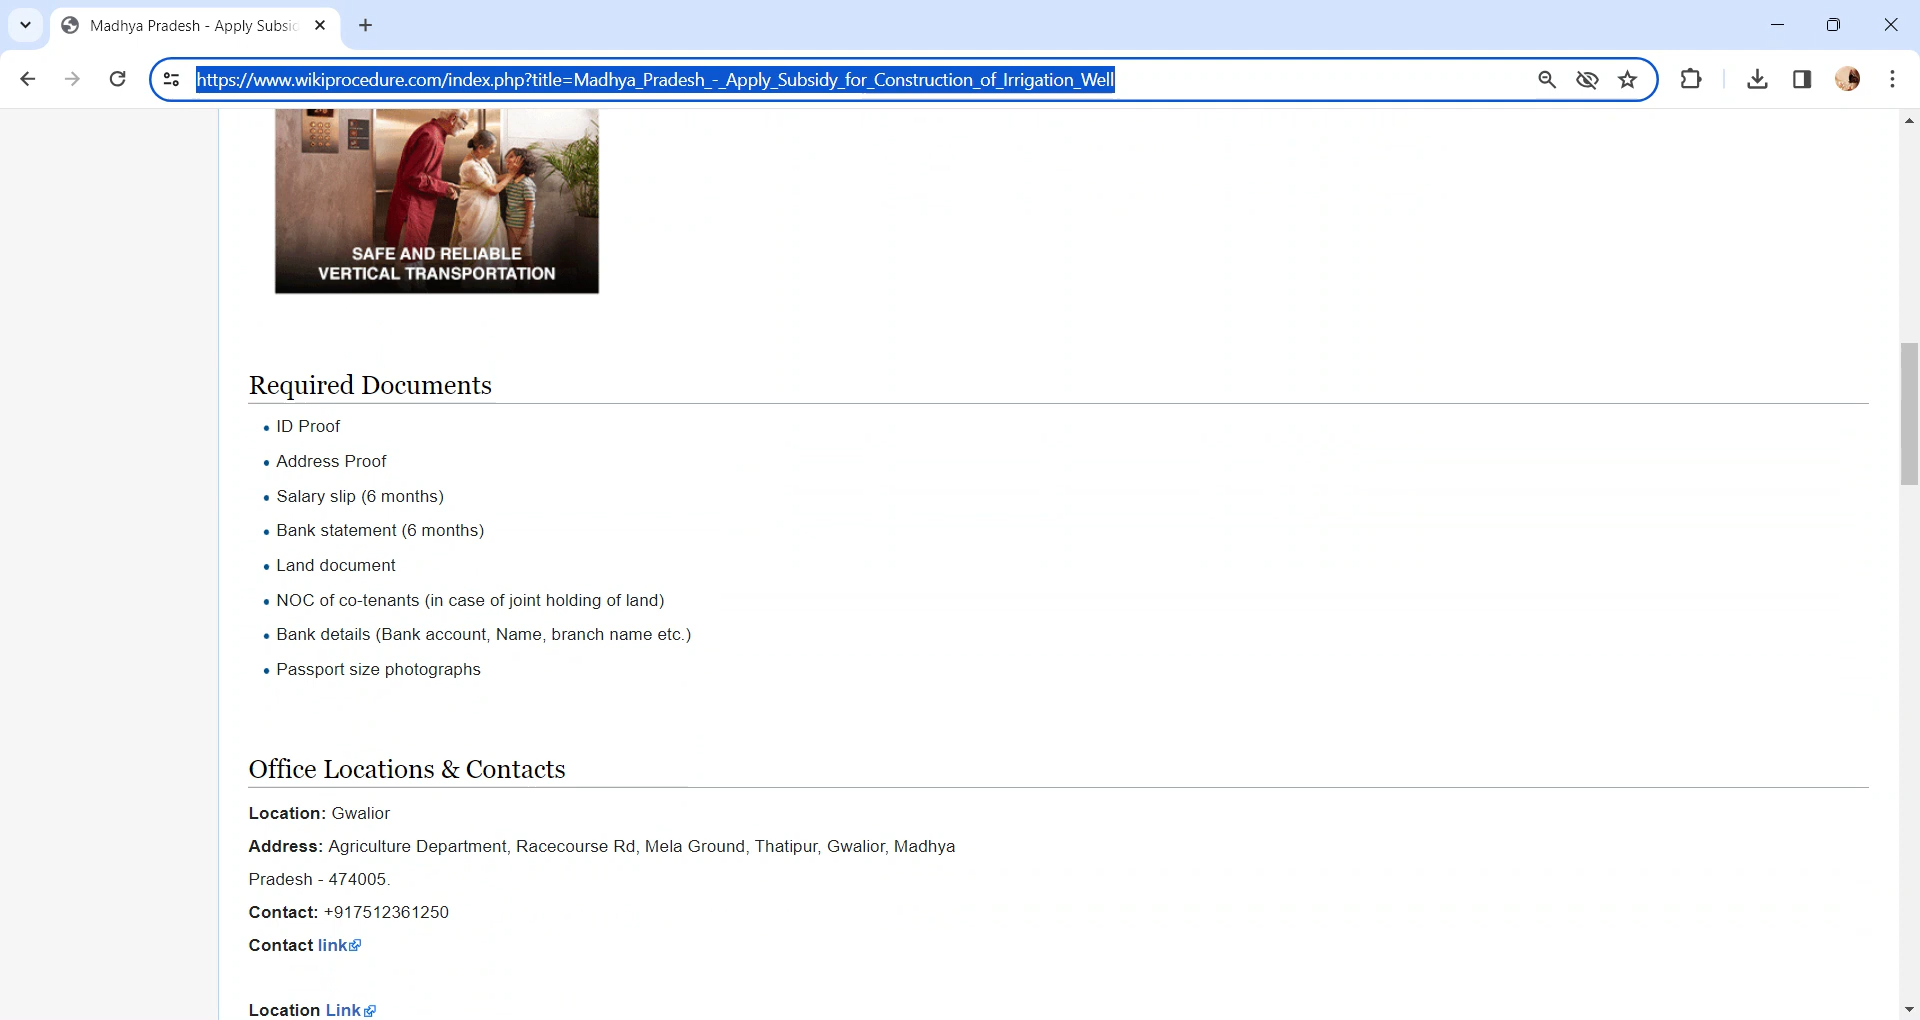 Madhya Pradesh - Apply Subsi
https://www.wikiprocedure.com/index.php?title=Madhya_Pradesh_-_Apply_Subsidy_for_Construction_of_Irrigation_Well
SAFE AND RELIABLE
VERTICAL TRANSPORTATION
Required Documents
ID Proof
Address Proof
Salary slip (6 months)
Bank statement (6 months)
Land document
NOC of co-tenants (in case of joint holding of land)
Bank details (Bank account, Name, branch name etc.)
Passport size photographs
Office Locations & Contacts
Location: Gwalior
Address: Agriculture Department, Racecourse Rd, Mela Ground, Thatipur, Gwalior, Madhya
Pradesh - 474005.
Contact: +917512361250
Contact link
Location Link